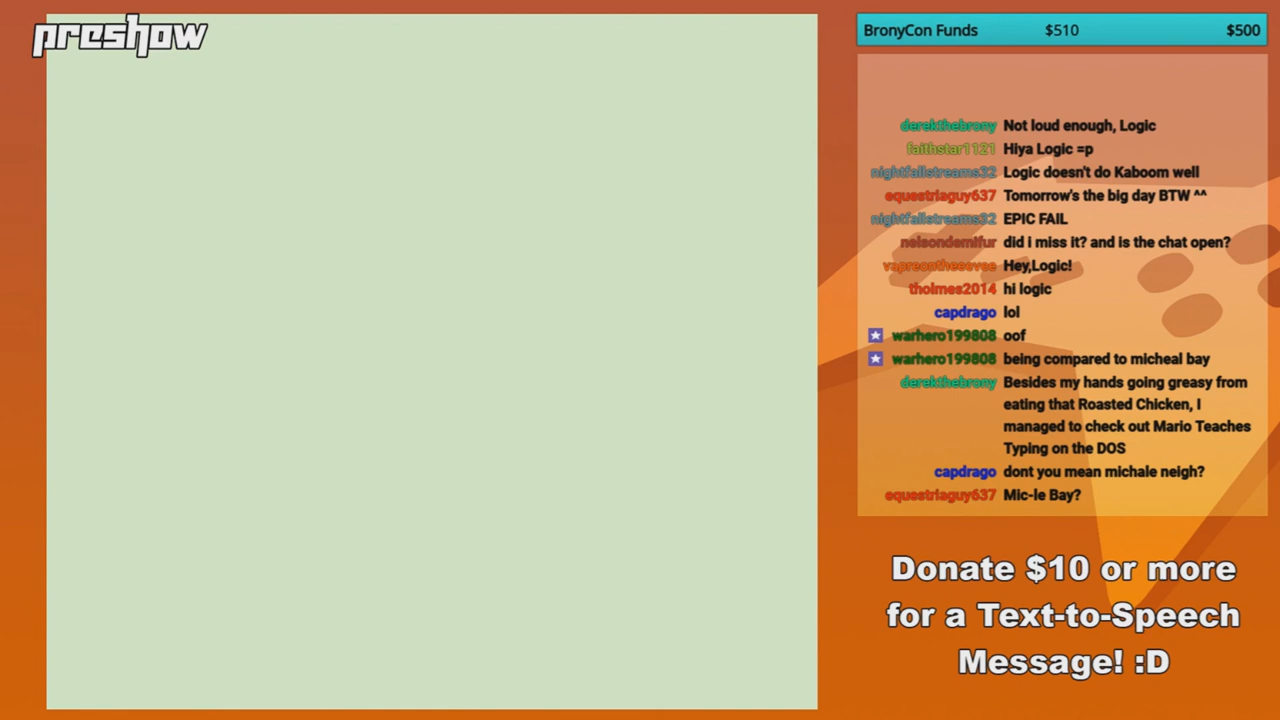 preshow
BronyCon Funds $510 $500
derekthebrony Not loud enough, Logic
faithstar1121 Hiya Logic =p
nightfallstreams32 Logic doesn't do Kaboom well
equestriaguy637 Tomorrow's the big day BTW ^^
nightfallstreams32 EPIC FAIL
nelsondemifur did i miss it? and is the chat open?
vapreontheeevee Hey,Logic!
tholmes2014 hi logic
capdrago lol
warhero199808 oof
warhero199808 being compared to micheal bay
derekthebrony Besides my hands going greasy from
eating that Roasted Chicken, I
managed to check out Mario Teaches
Typing on the DOS
capdrago dont you mean michale neigh?
equestriaguy637 Mic-le Bay?
Donate $10 or more
for a Text-to-Speech
Message! :D